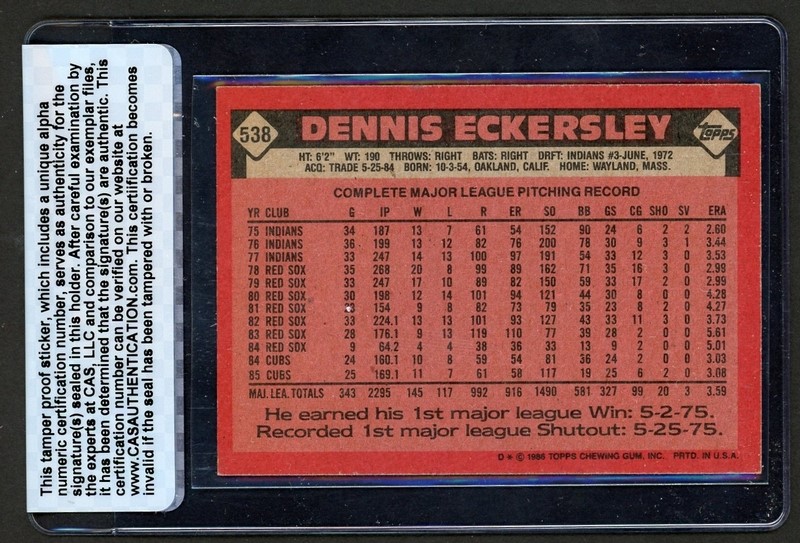 This tamper proof sticker, which includes a unique alpha
numeric certification number, serves as authenticity for the
signature(s) sealed in this holder. After careful examination by
the experts at CAS, LLC and comparison to our exemplar files,
it has been determined that the signature(s) are authentic. This
certification number can be verified on our website at
www.CASAUTHENTICATION.com. This certification becomes
invalid if the seal has been tampered with or broken.
538 DENNIS ECKERSLEY Topps
HT: 6'2" WT: 190 THROWS: RIGHT BATS: RIGHT DRFT: INDIANS #3-JUNE, 1972
ACQ: TRADE 5-25-84 BORN: 10-3-54, OAKLAND, CALIF. HOME: WAYLAND, MASS.
COMPLETE MAJOR LEAGUE PITCHING RECORD
YR CLUB G IP W L R ER SO BB GS CG SHO SV ERA
75 INDIANS 34 187 13 7 61 54 152 90 24 6 2 2 2.60
76 INDIANS 36 199 13 12 82 76 200 78 30 9 3 1 3.44
77 INDIANS 33 247 14 13 100 97 191 54 33 12 3 0 3.53
78 RED SOX 35 268 20 8 99 89 162 71 35 16 3 0 2.99
79 RED SOX 33 247 17 10 89 82 150 59 33 17 2 0 2.99
80 RED SOX 30 198 12 14 101 94 121 44 30 8 0 0 4.28
81 RED SOX 154 9 8 82 73 79 35 23 8 2 0 4.27
82 RED SOX 33 224.1 13 13 101 93 127 43 33 11 3 0 3.73
83 RED SOX 28 176.1 9 13 119 110 77 39 28 2 0 0 5.61
84 RED SOX 9 64.2 4 4 38 36 33 13 9 2 0 0 5.01
84 CUBS 24 160.1 10 8 59 54 81 36 24 2 0 0 3.03
85 CUBS 25 169.1 11 7 61 58 117 19 25 6 2 0 3.08
MAJ. LEA. TOTALS 343 2295 145 117 992 916 1490 581 327 99 20 3 3.59
He earned his 1st major league Win: 5-2-75.
Recorded 1st major league Shutout: 5-25-75.
D * © 1986 TOPPS CHEWING GUM, INC. PRTD. IN U.S.A.